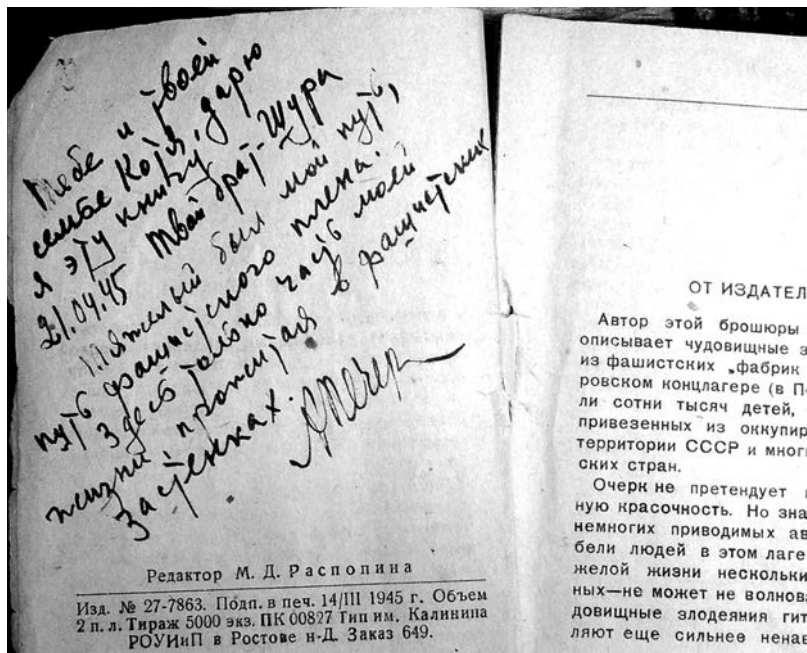 Тебе и твоей
семье Котя, дарю
я эту книгу
21.04.45 Твой брат – Шура
Тяжелый был мой путь,
путь фашистского плена.
Здесь только часть моей
жизни прожитая в фашистских
застенках.
АПечер
Редактор М. Д. Распопина
Изд. № 27-7863. Подп. в печ. 14/III 1945 г. Объем
2 п. л. Тираж 5000 экз. ПК 00827 Тип им. Калинина
РОУИиП в Ростове н-Д. Заказ 649.
ОТ ИЗДАТЕЛ
Автор этой брошюры
описывает чудовищные з
из фашистских „фабрик
ровском концлагере (в П
ли сотни тысяч детей,
привезенных из оккупир
территории СССР и мног
ских стран.
Очерк не претендует
ную красочность. Но зна
немногих приводимых ав
бели людей в этом лаге
желой жизни нескольки
ных—не может не волнов
довищные злодеяния гит
ляют еще сильнее ненав